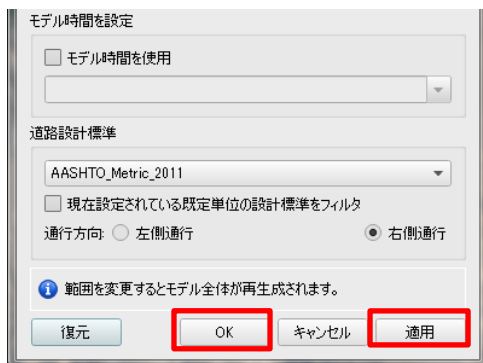 モデル時間を設定
モデル時間を使用
道路設計標準
AASHTO_Metric_2011
現在設定されている既定単位の設計標準をフィルタ
通行方向: 左側通行 右側通行
範囲を変更するとモデル全体が再生成されます。
復元 OK キャンセル 適用